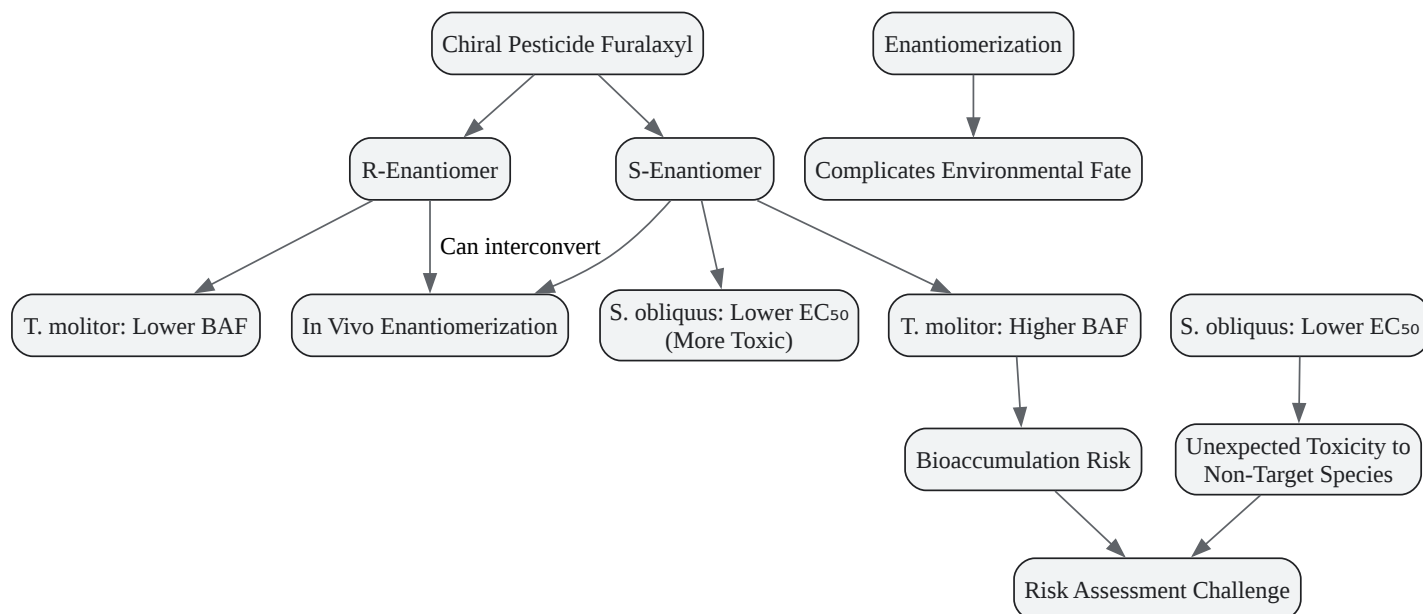 Chiral Pesticide Furalaxyl
Enantiomerization
R-Enantiomer
S-Enantiomer
Complicates Environmental Fate
Can interconvert
T. molitor: Lower BAF
In Vivo Enantiomerization
S. obliquus: Lower EC₅₀
(More Toxic)
T. molitor: Higher BAF
S. obliquus: Lower EC₅₀
Bioaccumulation Risk
Unexpected Toxicity to
Non-Target Species
Risk Assessment Challenge